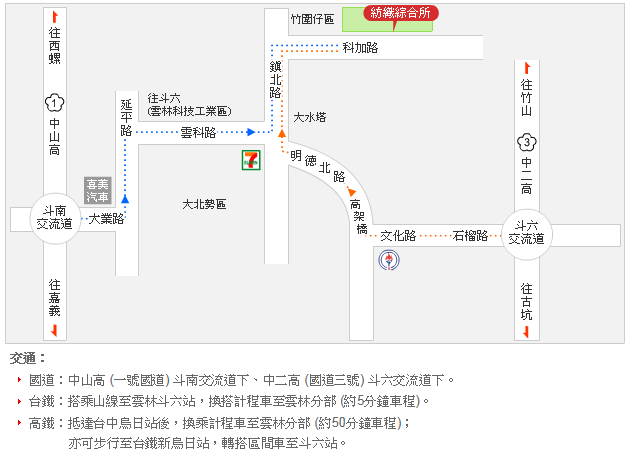 竹圍仔區
紡織綜合所
往西螺
科加路
鎮北路
往斗六
(雲林科技工業區)
延平路
往竹山
1
中山高
大水塔
雲科路
3
中二高
7
明德北路
喜美
汽車
大北勢區
高架橋
斗南
交流道
大業路
文化路
石榴路
斗六
交流道
往嘉義
往古坑
交通：
國道：中山高 (一號國道) 斗南交流道下、中二高 (國道三號) 斗六交流道下。
台鐵：搭乘山線至雲林斗六站，換搭計程車至雲林分部 (約5分鐘車程)。
高鐵：抵達台中烏日站後，換乘計程車至雲林分部 (約50分鐘車程)；
亦可步行至台鐵新烏日站，轉搭區間車至斗六站。